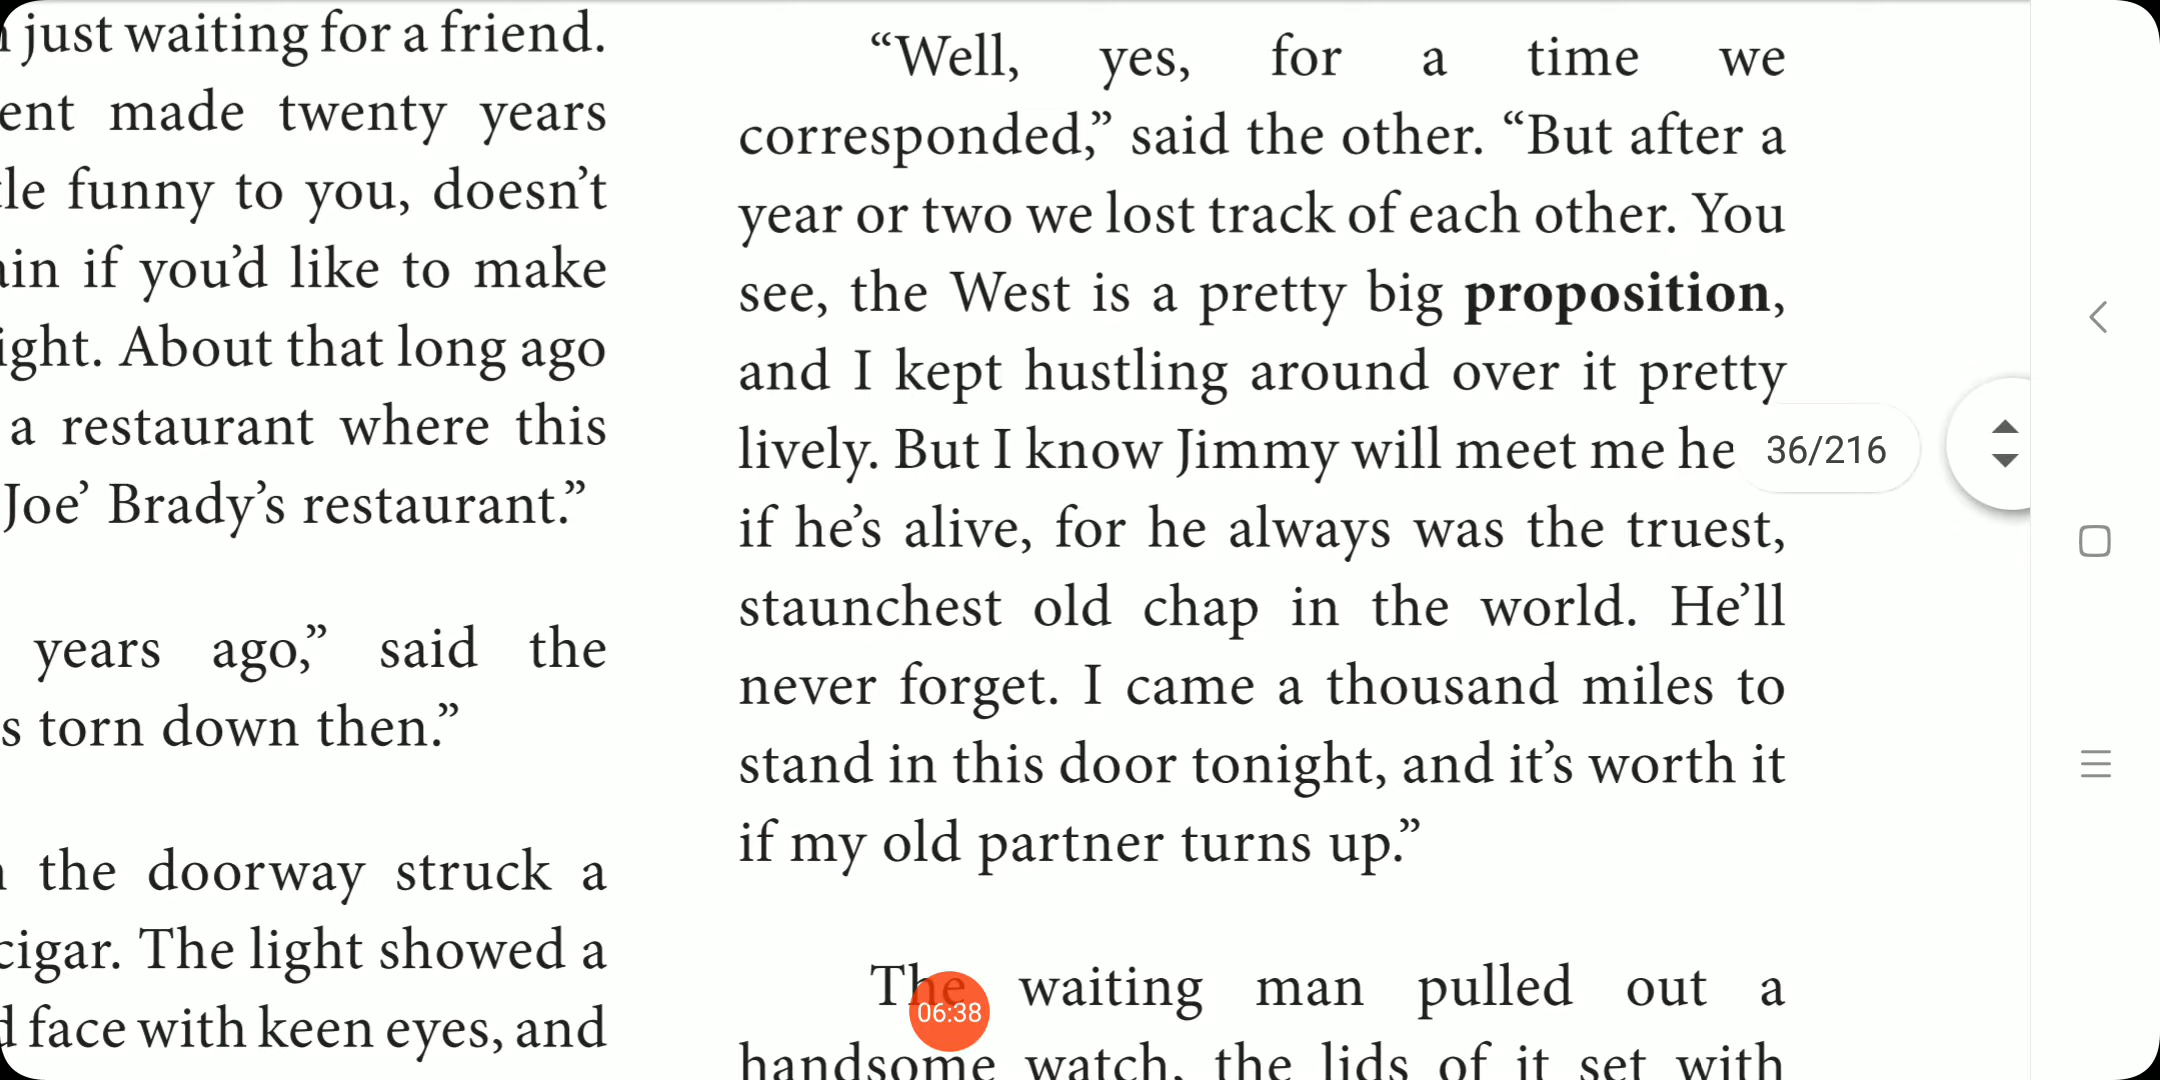 just waiting for a friend.
ent made twenty years
tle funny to you, doesn’t
ain if you’d like to make
ight. About that long ago
a restaurant where this
Joe’ Brady’s restaurant.”
years ago,” said the
s torn down then.”
the doorway struck a
cigar. The light showed a
d face with keen eyes, and
“Well, yes, for a time we
corresponded,” said the other. “But after a
year or two we lost track of each other. You
see, the West is a pretty big proposition,
and I kept hustling around over it pretty
lively. But I know Jimmy will meet me he
if he’s alive, for he always was the truest,
staunchest old chap in the world. He’ll
never forget. I came a thousand miles to
stand in this door tonight, and it’s worth it
if my old partner turns up.”
The waiting man pulled out a
handsome watch, the lids of it set with
36/216
06:38